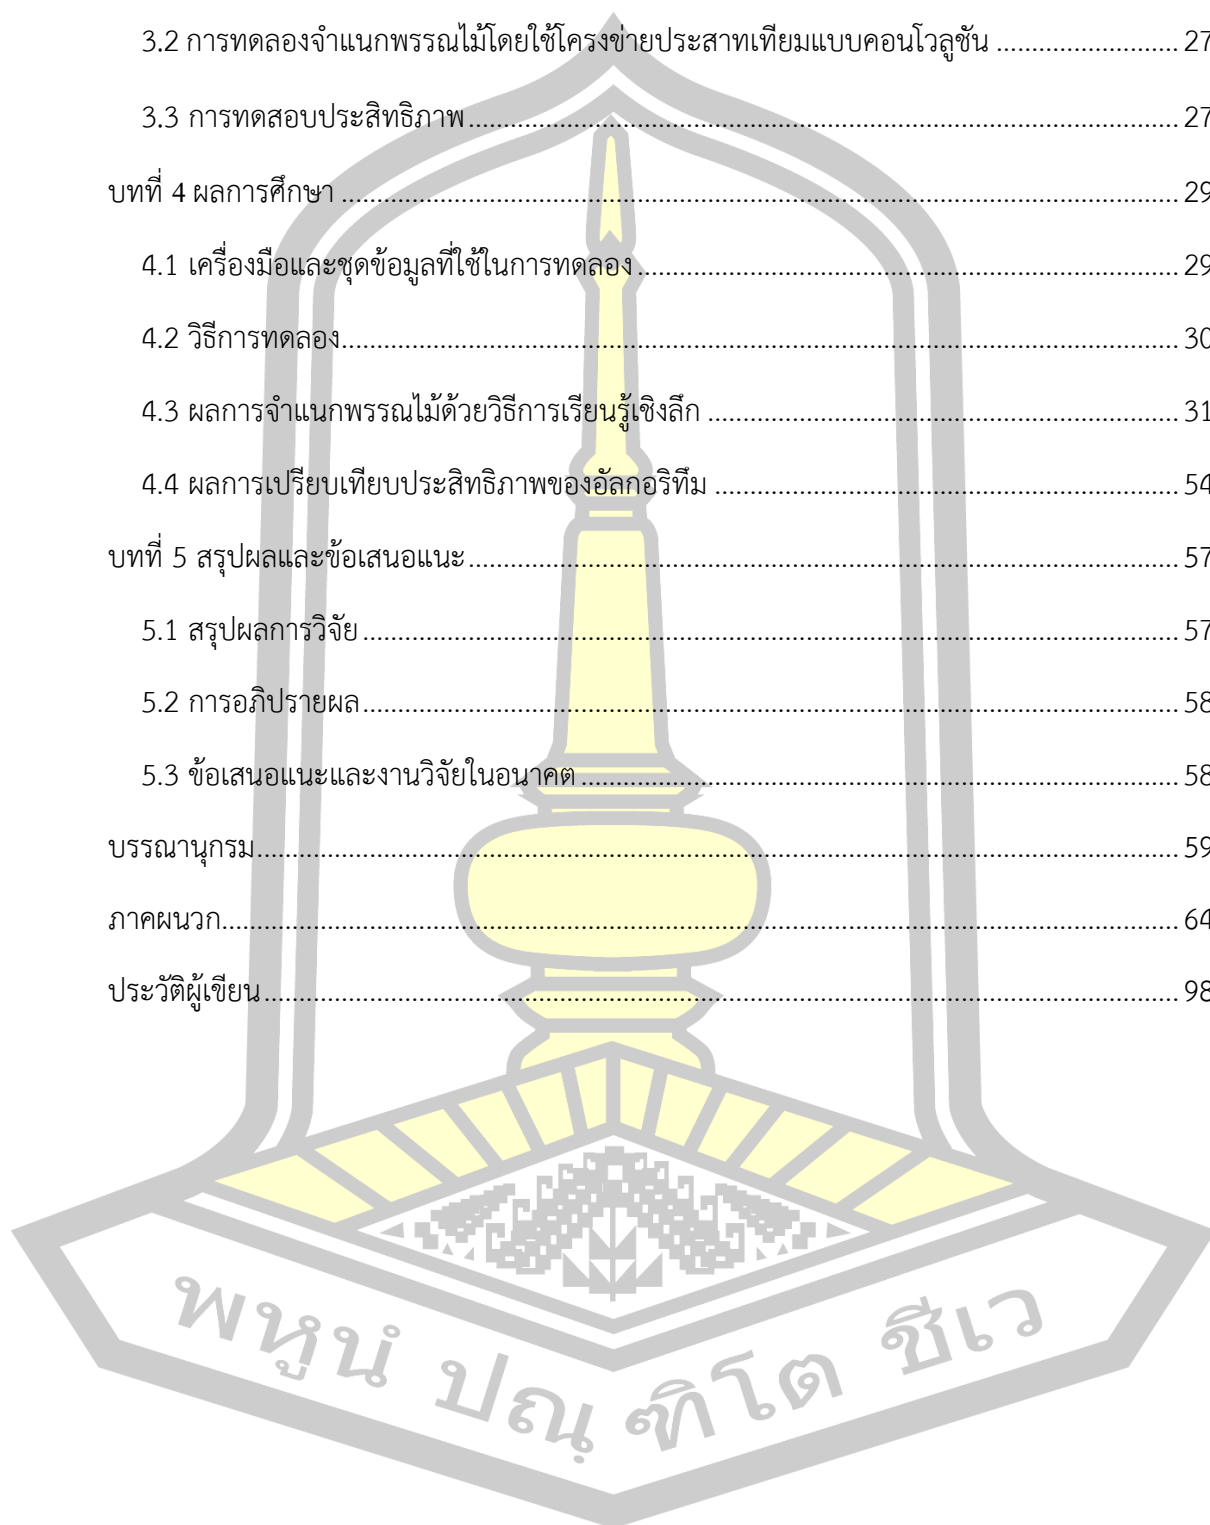 3.2 การทดลองจำแนกพรรณไม้โดยใช้โครงข่ายประสาทเทียมแบบคอนโวลูชัน ........................ 27
3.3 การทดสอบประสิทธิภาพ ........................ 27
บทที่ 4 ผลการศึกษา ........................ 29
4.1 เครื่องมือและชุดข้อมูลที่ใช้ในการทดลอง ........................ 29
4.2 วิธีการทดลอง ........................ 30
4.3 ผลการจำแนกพรรณไม้ด้วยวิธีการเรียนรู้เชิงลึก ........................ 31
4.4 ผลการเปรียบเทียบประสิทธิภาพของอัลกอริทึม ........................ 54
บทที่ 5 สรุปผลและข้อเสนอแนะ ........................ 57
5.1 สรุปผลการวิจัย ........................ 57
5.2 การอภิปรายผล ........................ 58
5.3 ข้อเสนอแนะและงานวิจัยในอนาคต ........................ 58
บรรณานุกรม ........................ 59
ภาคผนวก ........................ 64
ประวัติผู้เขียน ........................ 98
พหูนํ ปณฺ ฑิโต ชีเว